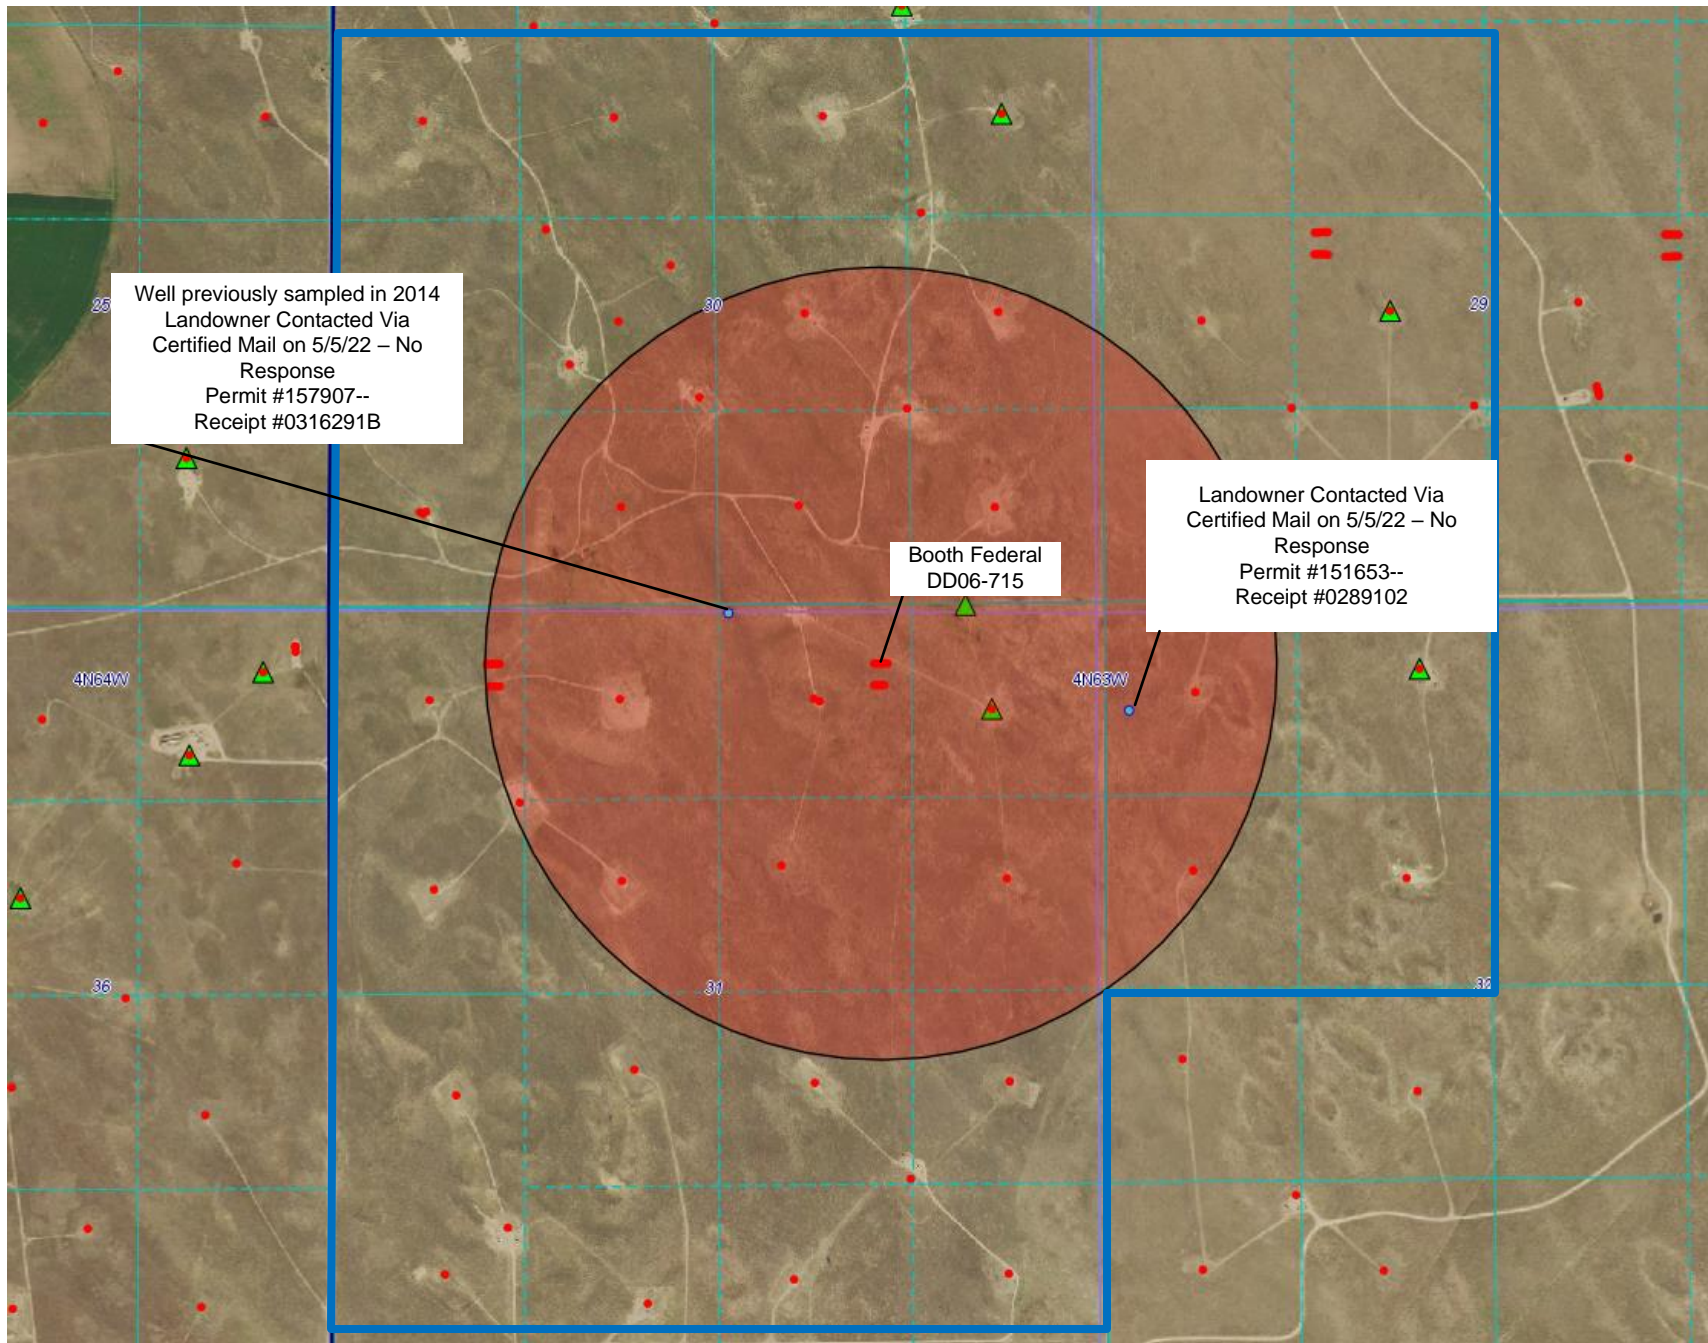 25
30
29
Well previously sampled in 2014
Landowner Contacted Via
Certified Mail on 5/5/22 – No
Response
Permit #157907--
Receipt #0316291B
Landowner Contacted Via
Certified Mail on 5/5/22 – No
Response
Permit #151653--
Receipt #0289102
Booth Federal
DD06-715
4N64W
4N63W
36
31
32